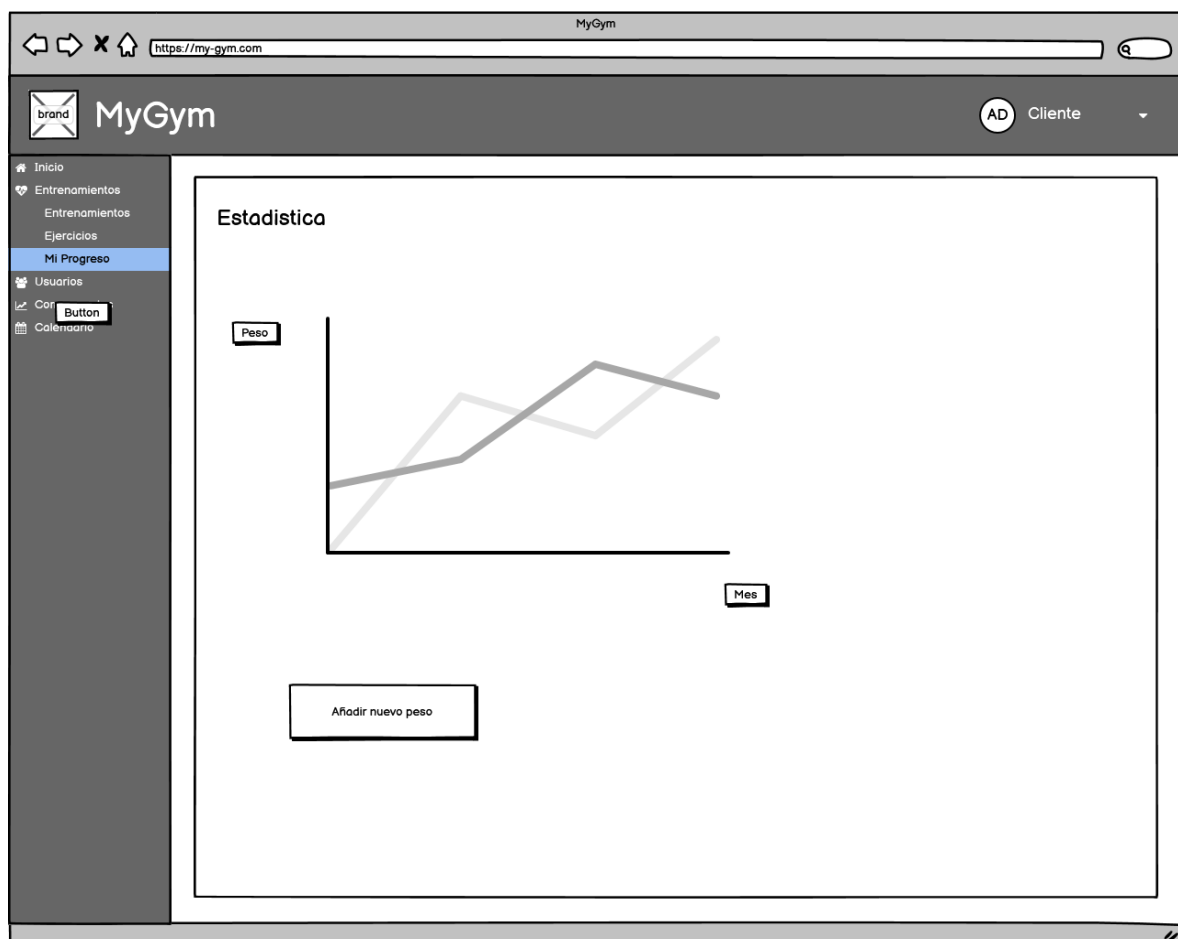 MyGym
https://my-gym.com
brand
MyGym
AD
Cliente
Inicio
Entrenamientos
Entrenamientos
Ejercicios
Mi Progreso
Usuarios
Button
Calendario
Estadistica
Peso
Mes
Añadir nuevo peso